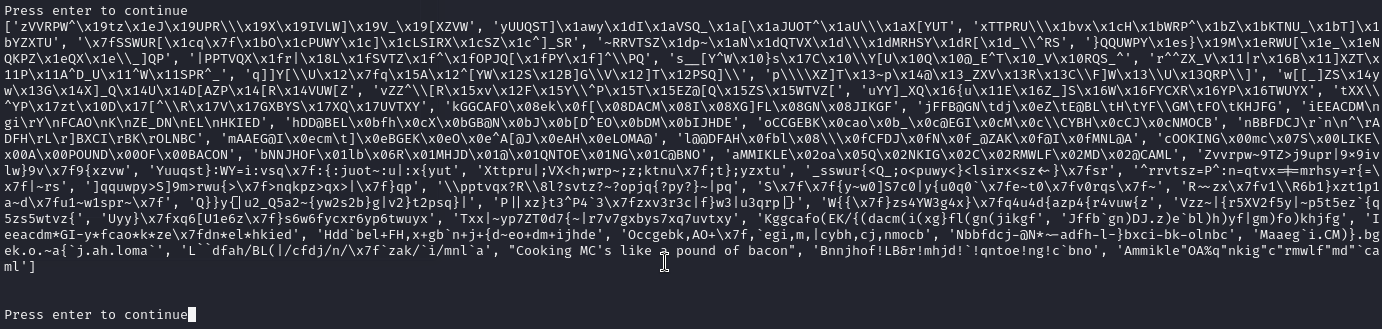 Press enter to continue
['zVVRPW^\x19tz\x1eJ\x19UPR\\\x19X\x19IVLW]\x19V_\x19[XZVW', 'yUUQST]\x1awy\x1dI\x1aVSQ_\x1a[\x1aJUOT^\x1aU\\\x1aX[YUT', 'xTTPRU\\\x1bvx\x1cH\x1bWRP^\x1bZ\x1bKTNU_\x1bT]\x1
bYZXTU', '\x7fSSWUR[\x1cq\x7f\x1bO\x1cPUWY\x1c]\x1cLSIRX\x1cSZ\x1c^]_SR', '~RRVTSZ\x1dp~\x1aN\x1dQTVX\x1d\\\x1dMRHSY\x1dR[\x1d_\\^RS', '}QQUWPY\x1es}\x19M\x1eRWU[\x1e_\x1eN
QKPZ\x1eQX\x1e\\_]QP', '|PPTVQX\x1fr|\x18L\x1fSVTZ\x1f^\x1fOPJQ[\x1fPY\x1f]^\\PQ', 's__[Y^W\x10}s\x17C\x10\\Y[U\x10Q\x10@_E^T\x10_V\x10RQS_^', 'r^^ZX_V\x11|r\x16B\x11]XZT\x
11P\x11A^D_U\x11^W\x11SPR^_', 'q]]Y[\\U\x12\x7fq\x15A\x12^[YW\x12S\x12B]G\\V\x12]T\x12PSQ]\\', 'p\\\\XZ]T\x13~p\x14@\x13_ZXV\x13R\x13C\\F]W\x13\\U\x13QRP\\]', 'w[[_]ZS\x14y
w\x13G\x14X]_Q\x14U\x14D[AZP\x14[R\x14VUW[Z', 'vZZ^\\[R\x15xv\x12F\x15Y\\^P\x15T\x15EZ@[Q\x15ZS\x15WTVZ[', 'uYY]_XQ\x16{u\x11E\x16Z_]S\x16W\x16FYCXR\x16YP\x16TWUYX', 'tXX\\
^YP\x17zt\x10D\x17[^\\R\x17V\x17GXBYS\x17XQ\x17UVTXY', 'kGGCAFO\x08ek\x0f[\x08DACM\x08I\x08XG]FL\x08GN\x08JIKGF', 'jFFB@GN\tdj\x0eZ\tE@BL\tH\tYF\\GM\tFO\tKHJFG', 'iEEACDM\n
gi\rY\nFCAO\nK\nZE_DN\nEL\nHKIED', 'hDD@BEL\x0bfh\x0cX\x0bGB@N\x0bJ\x0b[D^EO\x0bDM\x0bIJHDE', 'oCCGEBK\x0cao\x0b_\x0c@EGI\x0cM\x0c\\CYBH\x0cCJ\x0cNMOCB', 'nBBFDCJ\r`n\n^\rA
DFH\rL\r]BXCI\rBK\rOLNBC', 'mAAEG@I\x0ecm\t]\x0eBGEK\x0eO\x0e^A[@J\x0eAH\x0eLOMA@', 'l@@DFAH\x0fbl\x08\\\x0fCFDJ\x0fN\x0f_@ZAK\x0f@I\x0fMNL@A', 'cOOKING\x00mc\x07S\x00LIKE\
x00A\x00POUND\x00OF\x00BACON', 'bNNJHOF\x01lb\x06R\x01MHJD\x01@\x01QNTOE\x01NG\x01C@BNO', 'aMMIKLE\x02oa\x05Q\x02NKIG\x02C\x02RMWLF\x02MD\x02@CAML', 'Zvvrpw~9TZ>j9upr|9x9iv
lw}9v\x7f9{xzvw', 'Yuuqst}:WY=i:vsq\x7f:{:juot~:u|:x{yut', 'Xttpru|;VX<h;wrp~;z;ktnu\x7f;t};yzxtu', '_sswur{<Q_;o<puwy<}<lsirx<sz<~}\x7fsr', '^rrvtsz=P^:n=qtvx=|=mrhsy=r{=~
\x7f|~rs', ']qquwpy>S]9m>rwu{>\x7f>nqkpz>qx>|\x7f}qp', '\\pptvqx?R\\8l?svtz?~?opjq{?py?}~|pq', 'S\x7f\x7f{y~w0]S7c0|y{u0q0`\x7fe~t0\x7fv0rqs\x7f~', 'R~~zx\x7fv1\\R6b1}xzt1p1
a~d\x7fu1~w1spr~\x7f', 'Q}}y{|u2_Q5a2~{yw2s2b}g|v2}t2psq}|', 'P||xz}t3^P4`3\x7fzxv3r3c|f}w3|u3qrp|}', 'W{{\x7f}zs4YW3g4x}\x7fq4u4d{azp4{r4vuw{z', 'Vzz~|{r5XV2f5y|~p5t5ez`{q
5zs5wtvz{', 'Uyy}\x7fxq6[U1e6z\x7f}s6w6fycxr6yp6twuyx', 'Txx|~yp7ZT0d7{~|r7v7gxbys7xq7uvtxy', 'Kggcafo(EK/{(dacm(i(xg}fl(gn(jikgf', 'Jffb`gn)DJ.z)e`bl)h)yf|gm)fo)khjfg', 'I
eeacdm*GI-y*fcao*k*ze\x7fdn*el*hkied', 'Hdd`bel+FH,x+gb`n+j+{d~eo+dm+ijhde', 'Occgebk,AO+\x7f,`egi,m,|cybh,cj,nmocb', 'Nbbfdcj-@N*~-adfh-l-}bxci-bk-olnbc', 'Maaeg`i.CM)}.bg
ek.o.~a{`j.ah.loma`', 'L``dfah/BL(|/cfdj/n/\x7f`zak/`i/mnl`a', "Cooking MC's like a pound of bacon", 'Bnnjhof!LB&r!mhjd!`!qntoe!ng!c`bno', 'Ammikle"OA%q"nkig"c"rmwlf"md"`ca
ml']
Press enter to continue